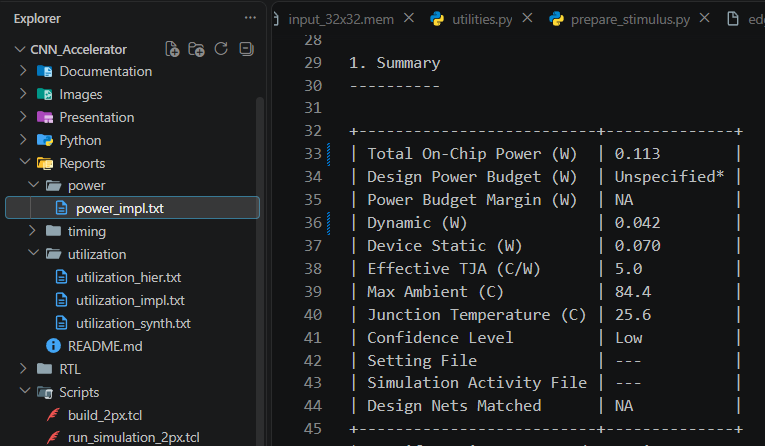 Explorer
CNN_Accelerator
Documentation
Images
Presentation
Python
Reports
power
power_impl.txt
timing
utilization
utilization_hier.txt
utilization_impl.txt
utilization_synth.txt
README.md
RTL
Scripts
build_2px.tcl
run_simulation_2px.tcl
input_32x32.mem
utilities.py
prepare_stimulus.py
28
29 1. Summary
30 ----------
31
32 +--------------------------+--------------+
33 | Total On-Chip Power (W) | 0.113 |
34 | Design Power Budget (W) | Unspecified* |
35 | Power Budget Margin (W) | NA |
36 | Dynamic (W) | 0.042 |
37 | Device Static (W) | 0.070 |
38 | Effective TJA (C/W) | 5.0 |
39 | Max Ambient (C) | 84.4 |
40 | Junction Temperature (C) | 25.6 |
41 | Confidence Level | Low |
42 | Setting File | --- |
43 | Simulation Activity File | --- |
44 | Design Nets Matched | NA |
45 +--------------------------+--------------+